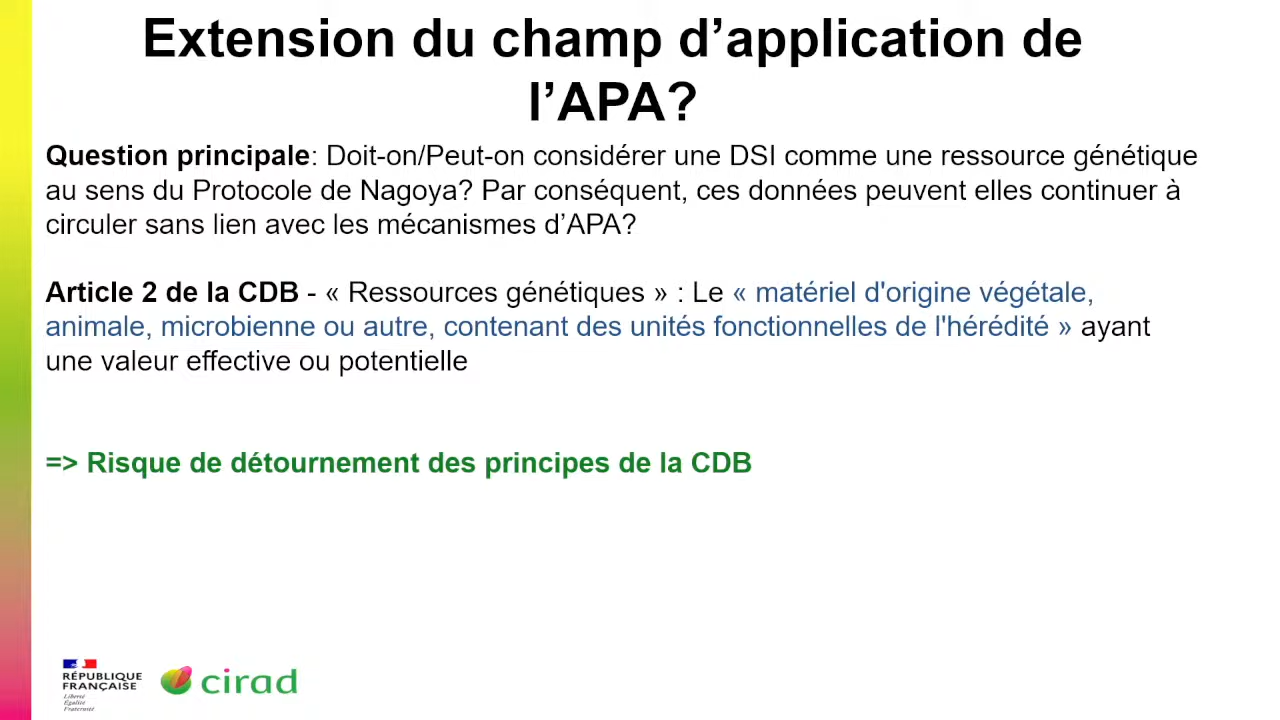 Extension du champ d’application de
l’APA?
Question principale: Doit-on/Peut-on considérer une DSI comme une ressource génétique
au sens du Protocole de Nagoya? Par conséquent, ces données peuvent elles continuer à
circuler sans lien avec les mécanismes d’APA?
Article 2 de la CDB - « Ressources génétiques » : Le « matériel d'origine végétale,
animale, microbienne ou autre, contenant des unités fonctionnelles de l'hérédité » ayant
une valeur effective ou potentielle
=> Risque de détournement des principes de la CDB
RÉPUBLIQUE
FRANÇAISE
Liberté
Égalité
Fraternité
cirad